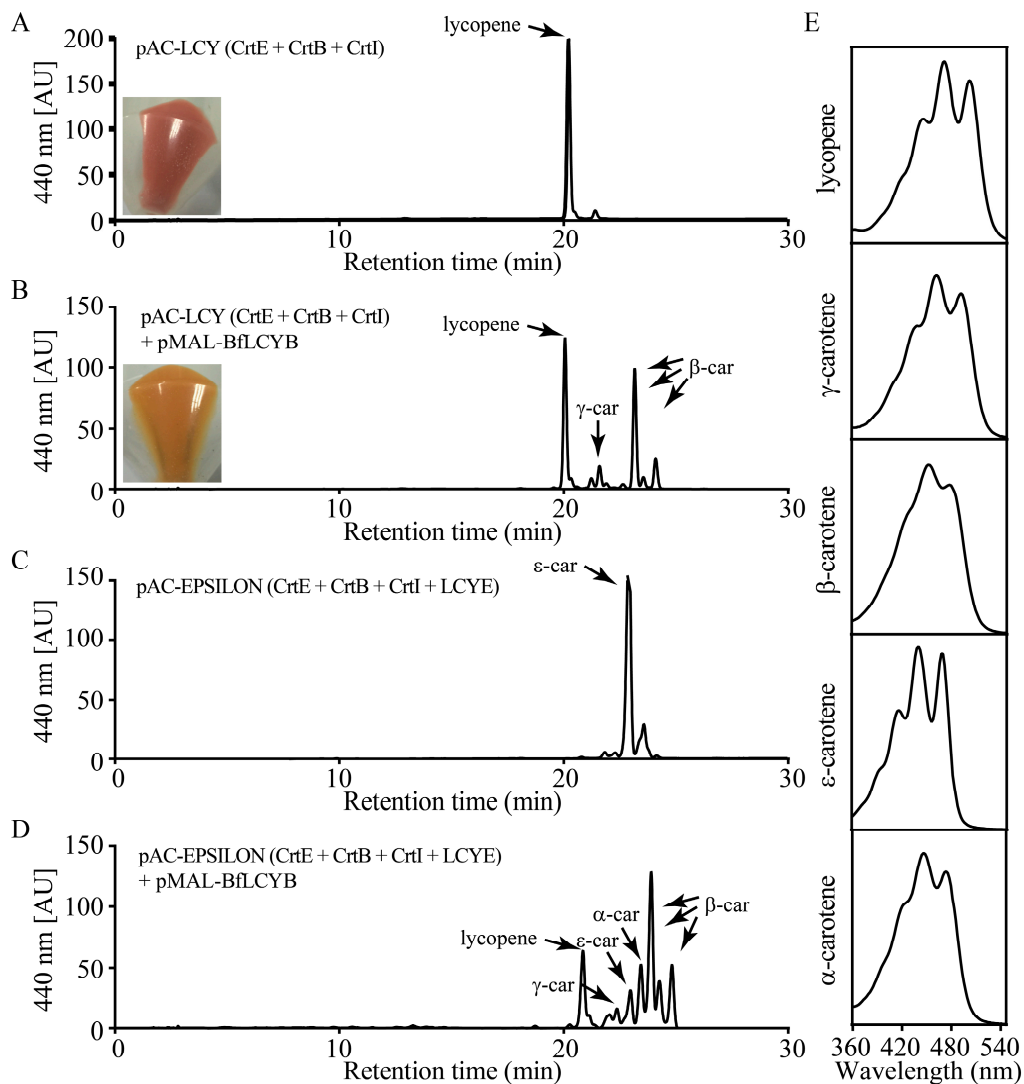 A
200
150
100
50
0
440 nm [AU]
pAC-LCY (CrtE + CrtB + CrtI)
lycopene
0 10 20 30
Retention time (min)
B
150
100
50
0
440 nm [AU]
pAC-LCY (CrtE + CrtB + CrtI)
+ pMAL-BfLCYB
lycopene
γ-car
β-car
0 10 20 30
Retention time (min)
C
150
100
50
0
440 nm [AU]
pAC-EPSILON (CrtE + CrtB + CrtI + LCYE)
ε-car
0 10 20 30
Retention time (min)
D
150
100
50
0
440 nm [AU]
pAC-EPSILON (CrtE + CrtB + CrtI + LCYE)
+ pMAL-BfLCYB
lycopene
γ-car
ε-car
α-car
β-car
0 10 20 30
Retention time (min)
E
lycopene
γ-carotene
β-carotene
ε-carotene
α-carotene
360 420 480 540
Wavelength (nm)